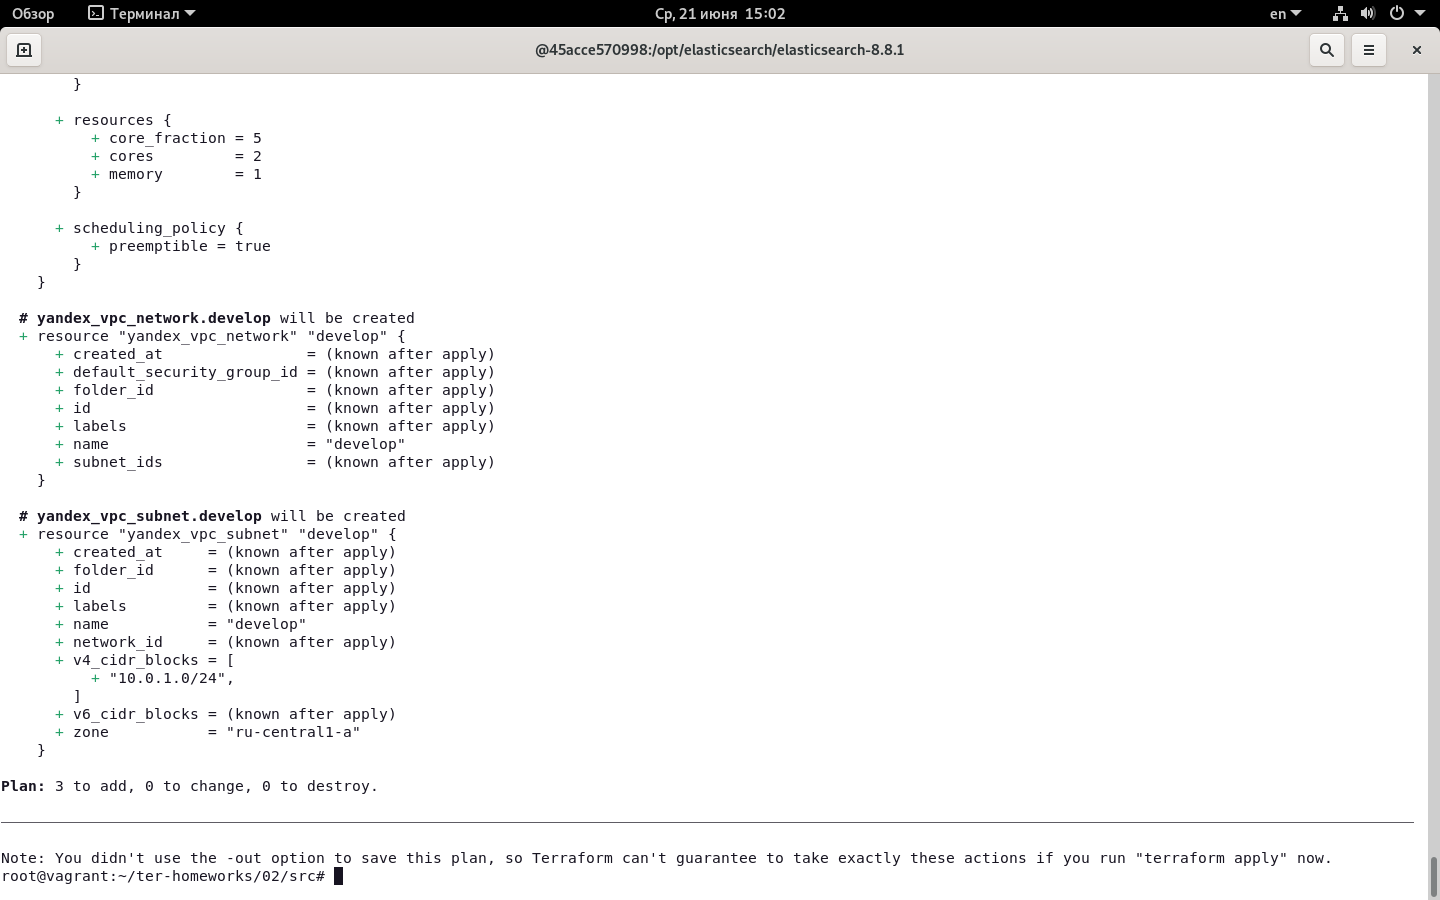 Обзор Терминал Ср, 21 июня 15:02 en
@45acce570998:/opt/elasticsearch/elasticsearch-8.8.1
}
+ resources {
+ core_fraction = 5
+ cores = 2
+ memory = 1
}
+ scheduling_policy {
+ preemptible = true
}
}
# yandex_vpc_network.develop will be created
+ resource "yandex_vpc_network" "develop" {
+ created_at = (known after apply)
+ default_security_group_id = (known after apply)
+ folder_id = (known after apply)
+ id = (known after apply)
+ labels = (known after apply)
+ name = "develop"
+ subnet_ids = (known after apply)
}
# yandex_vpc_subnet.develop will be created
+ resource "yandex_vpc_subnet" "develop" {
+ created_at = (known after apply)
+ folder_id = (known after apply)
+ id = (known after apply)
+ labels = (known after apply)
+ name = "develop"
+ network_id = (known after apply)
+ v4_cidr_blocks = [
+ "10.0.1.0/24",
]
+ v6_cidr_blocks = (known after apply)
+ zone = "ru-central1-a"
}
Plan: 3 to add, 0 to change, 0 to destroy.
Note: You didn't use the -out option to save this plan, so Terraform can't guarantee to take exactly these actions if you run "terraform apply" now.
root@vagrant:~/ter-homeworks/02/src#